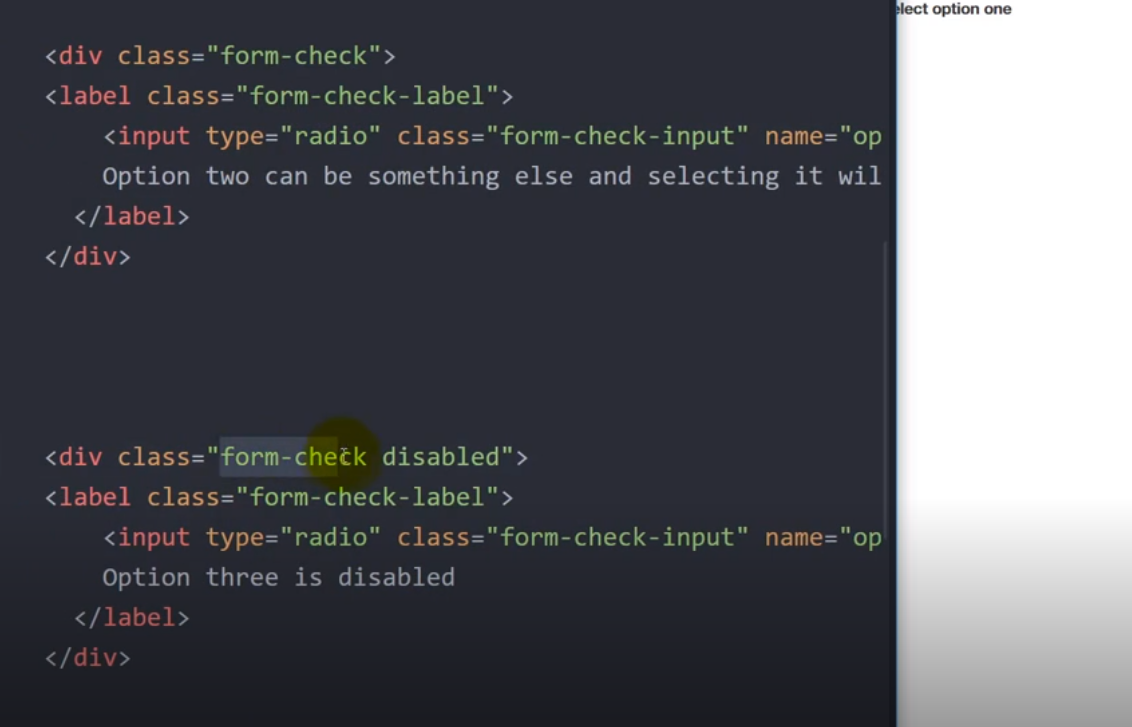 <div class="form-check">
<label class="form-check-label">
<input type="radio" class="form-check-input" name="op
Option two can be something else and selecting it wil
</label>
</div>
<div class="form-check disabled">
<label class="form-check-label">
<input type="radio" class="form-check-input" name="op
Option three is disabled
</label>
</div>
elect option one